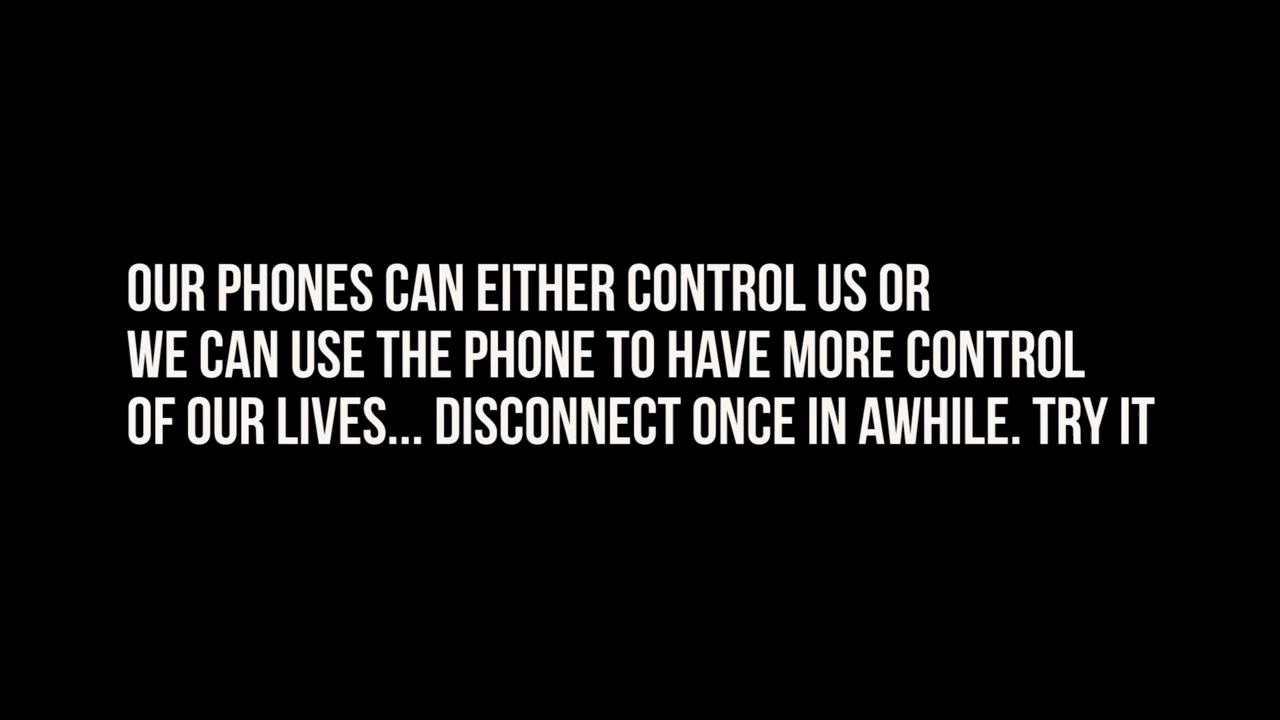 OUR PHONES CAN EITHER CONTROL US OR
WE CAN USE THE PHONE TO HAVE MORE CONTROL
OF OUR LIVES... DISCONNECT ONCE IN AWHILE. TRY IT